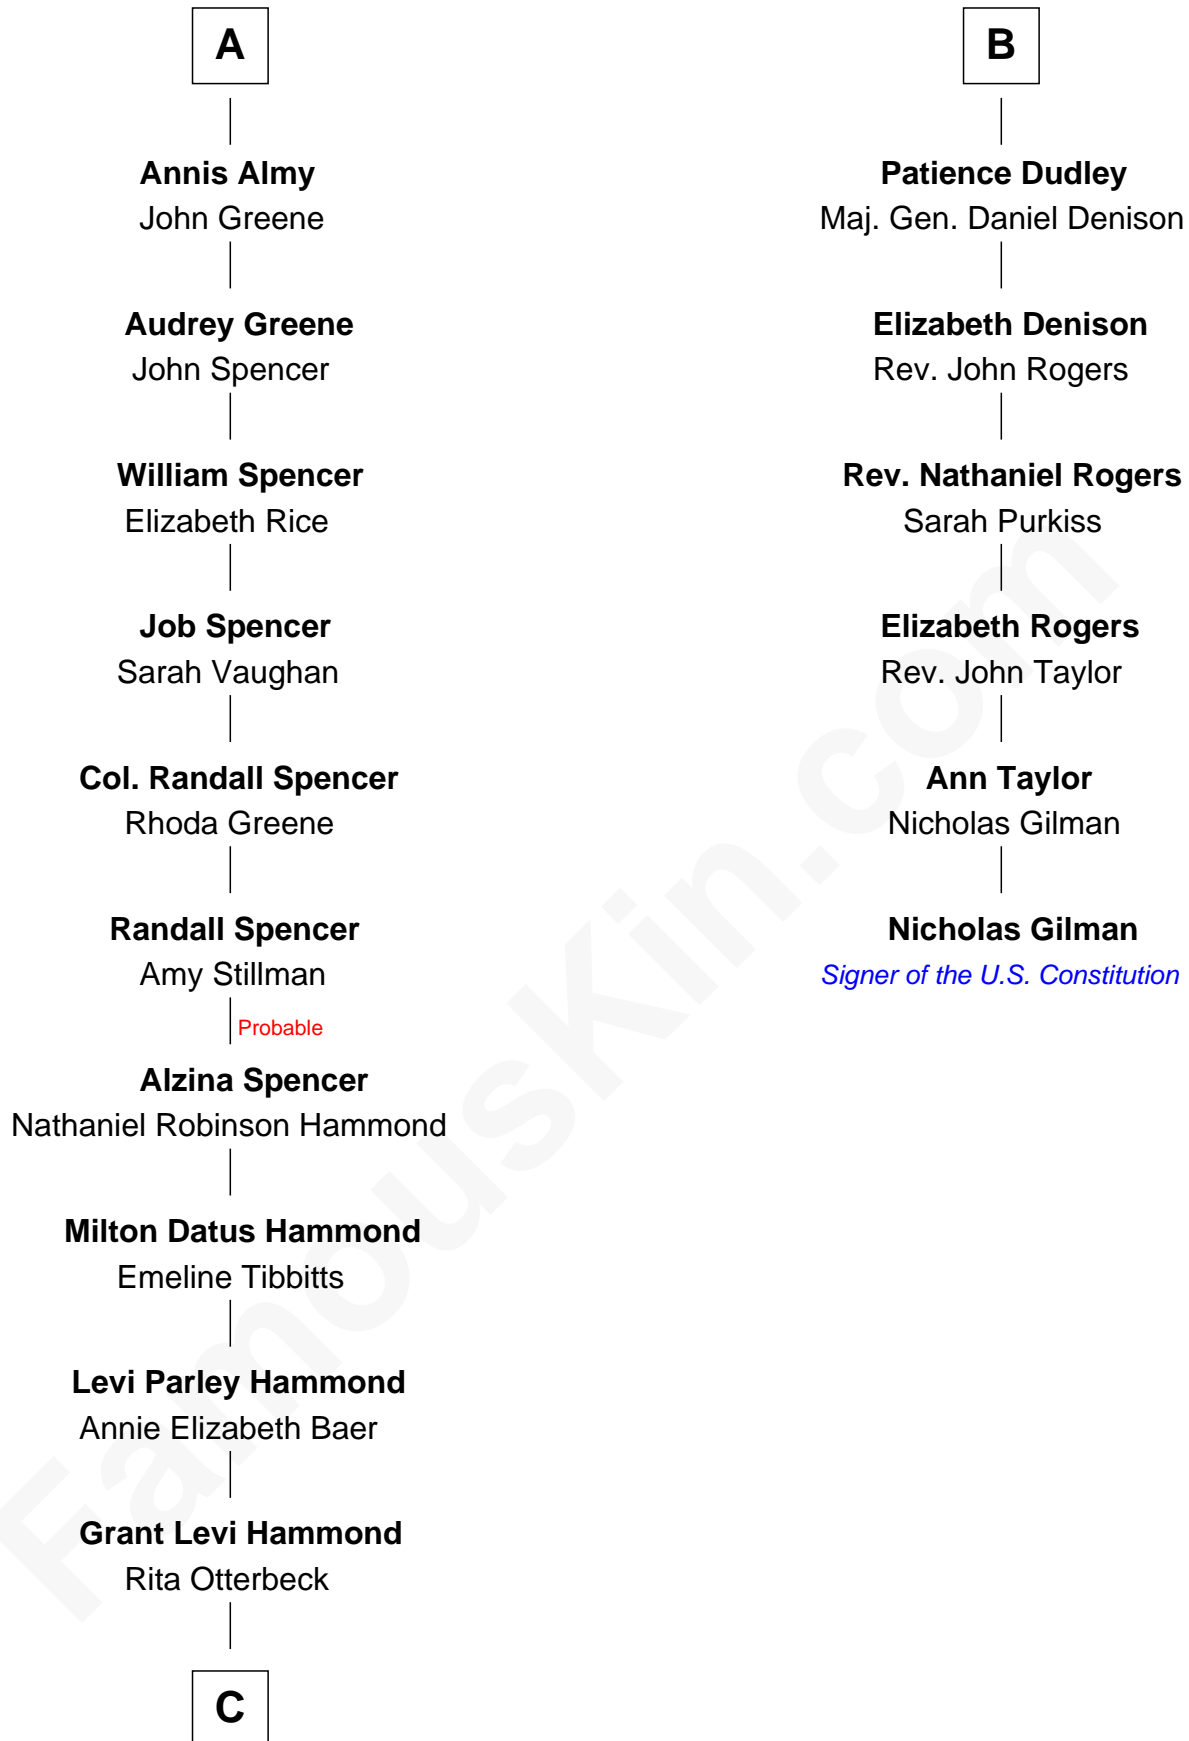 A
Annis Almy
John Greene
Audrey Greene
John Spencer
William Spencer
Elizabeth Rice
Job Spencer
Sarah Vaughan
Col. Randall Spencer
Rhoda Greene
Randall Spencer
Amy Stillman
Probable
Alzina Spencer
Nathaniel Robinson Hammond
Milton Datus Hammond
Emeline Tibbitts
Levi Parley Hammond
Annie Elizabeth Baer
Grant Levi Hammond
Rita Otterbeck
C
B
Patience Dudley
Maj. Gen. Daniel Denison
Elizabeth Denison
Rev. John Rogers
Rev. Nathaniel Rogers
Sarah Purkiss
Elizabeth Rogers
Rev. John Taylor
Ann Taylor
Nicholas Gilman
Nicholas Gilman
Signer of the U.S. Constitution
FamousKin.com